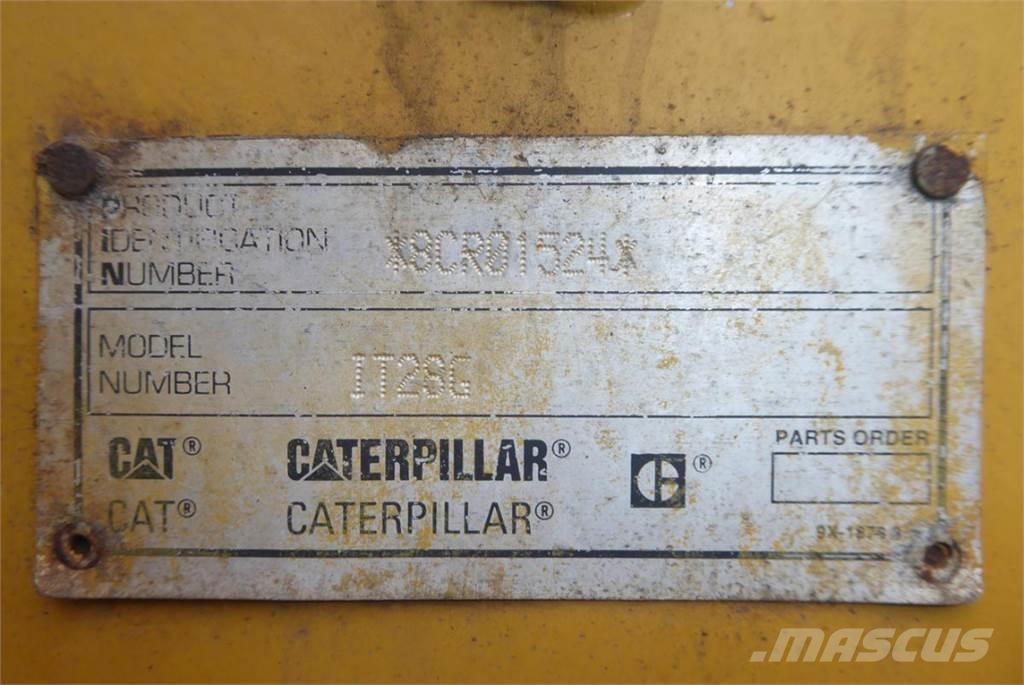 PRODUCT
IDENTIFICATION
NUMBER
*8CR01524*
MODEL
NUMBER
IT28G
CAT® CATERPILLAR® ®
CAT® CATERPILLAR®
PARTS ORDER
MASCUS